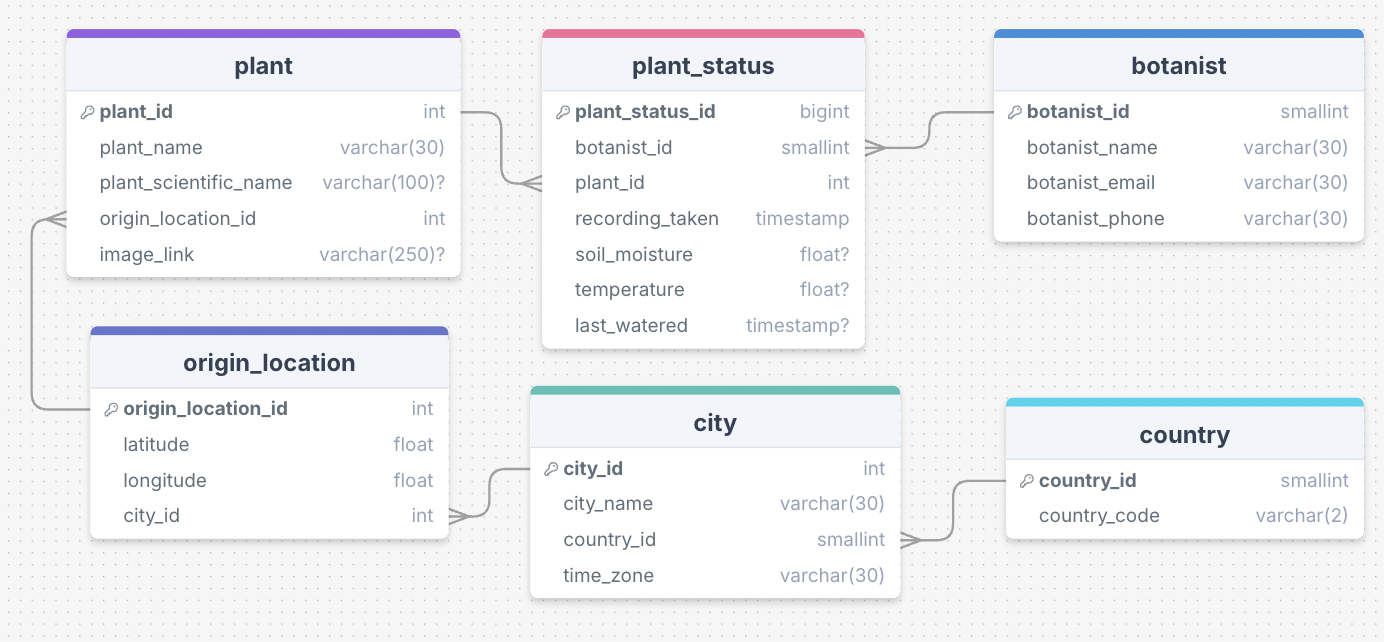 plant
plant_id int
plant_name varchar(30)
plant_scientific_name varchar(100)?
origin_location_id int
image_link varchar(250)?
plant_status
plant_status_id bigint
botanist_id smallint
plant_id int
recording_taken timestamp
soil_moisture float?
temperature float?
last_watered timestamp?
botanist
botanist_id smallint
botanist_name varchar(30)
botanist_email varchar(30)
botanist_phone varchar(30)
origin_location
origin_location_id int
latitude float
longitude float
city_id int
city
city_id int
city_name varchar(30)
country_id smallint
time_zone varchar(30)
country
country_id smallint
country_code varchar(2)